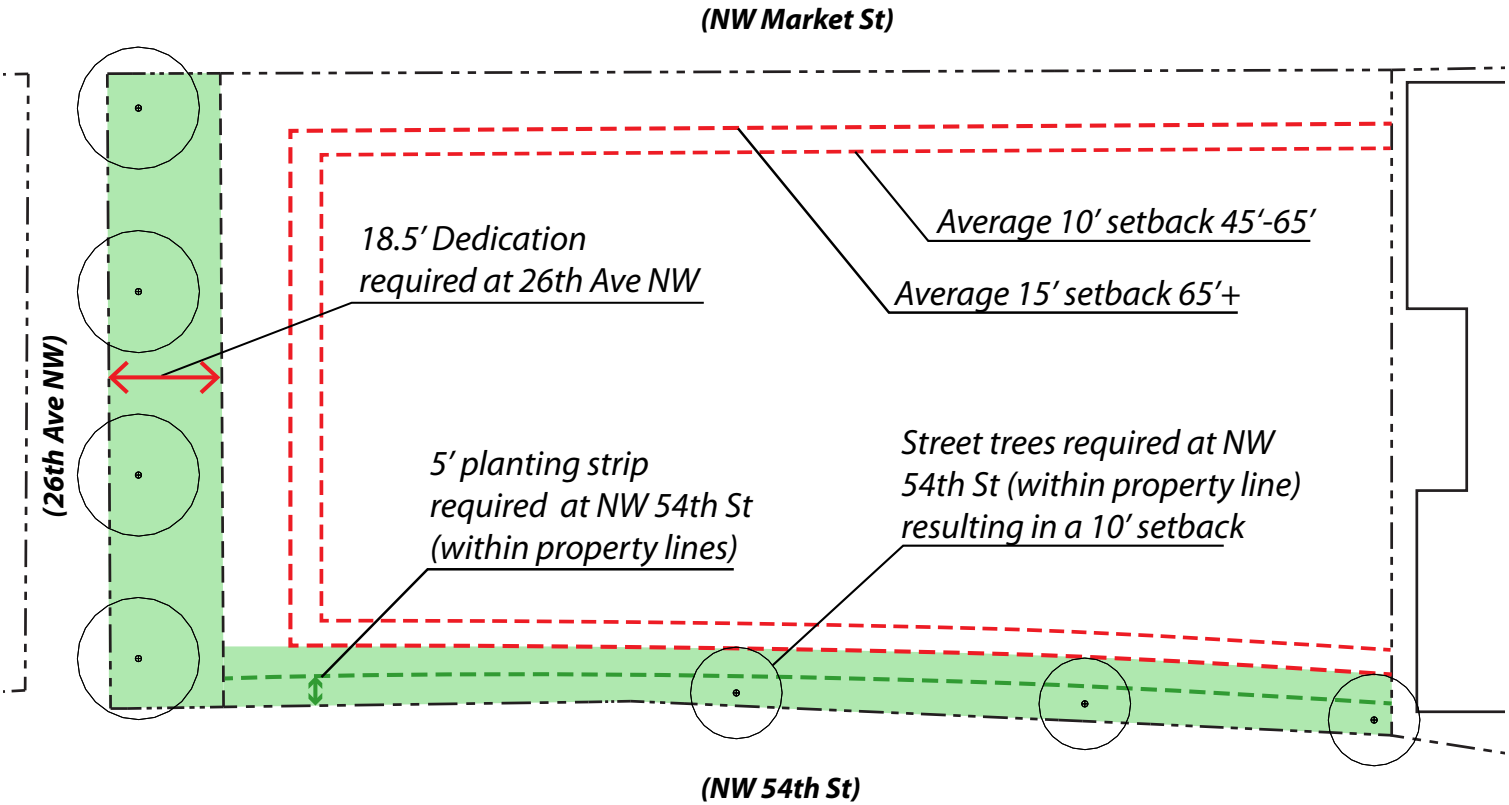 (NW Market St)
Average 10’ setback 45‘-65’
18.5’ Dedication
required at 26th Ave NW
Average 15’ setback 65’+
(26th Ave NW)
Street trees required at NW
54th St (within property line)
resulting in a 10’ setback
5’ planting strip
required at NW 54th St
(within property lines)
(NW 54th St)